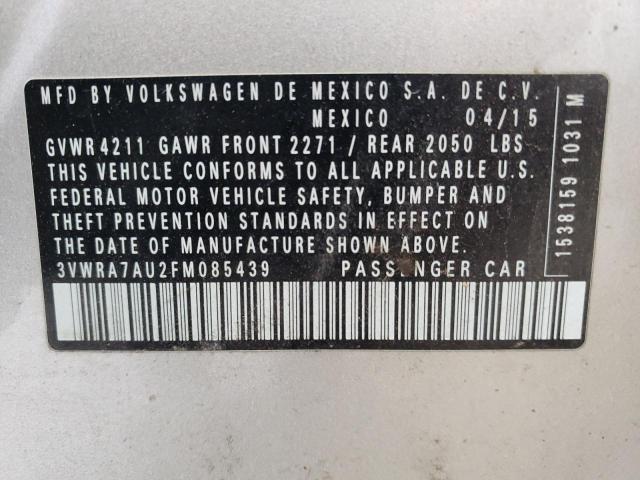 MFD BY VOLKSWAGEN DE MEXICO S.A. DE C.V.
MEXICO 04/15
GVWR 4211 GAWR FRONT 2271 / REAR 2050 LBS
THIS VEHICLE CONFORMS TO ALL APPLICABLE U.S.
FEDERAL MOTOR VEHICLE SAFETY, BUMPER AND
THEFT PREVENTION STANDARDS IN EFFECT ON
THE DATE OF MANUFACTURE SHOWN ABOVE.
3VWRA7AU2FM085439 PASSENGER CAR
1538159 1031 M